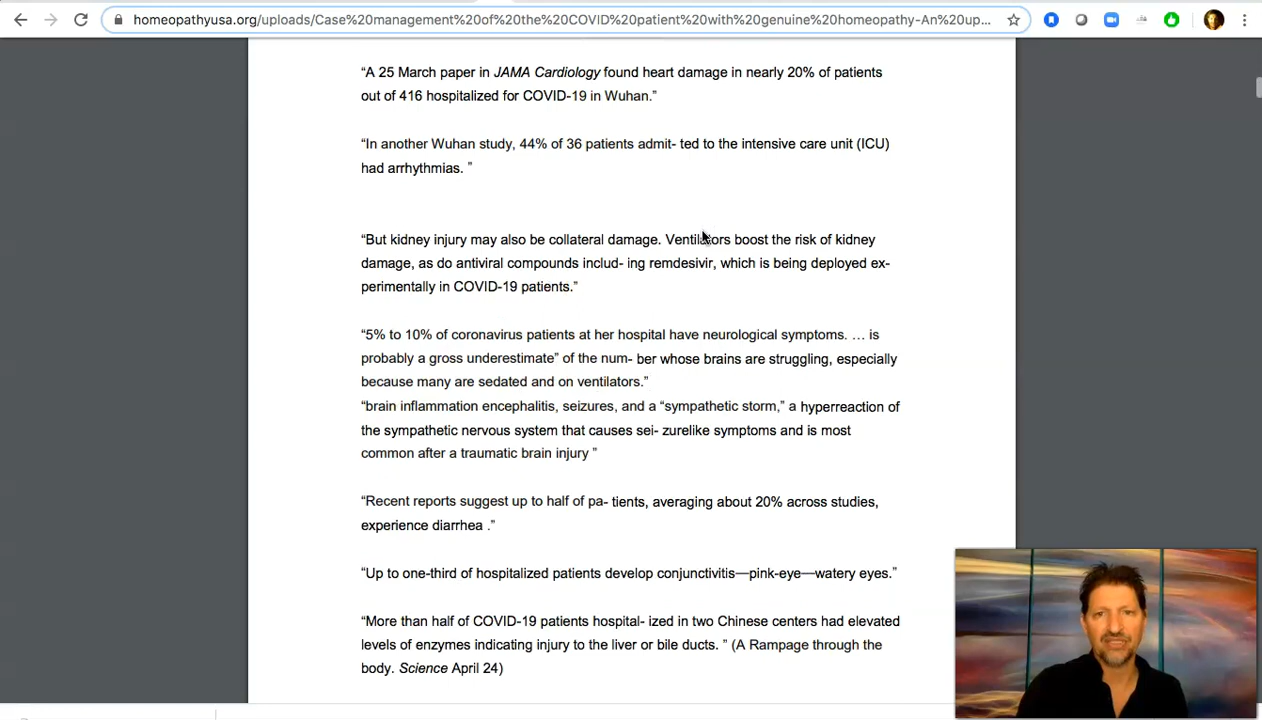 homeopathyusa.org/uploads/Case%20management%20of%20the%20COVID%20patient%20with%20genuine%20homeopathy-An%20up...
“A 25 March paper in JAMA Cardiology found heart damage in nearly 20% of patients
out of 416 hospitalized for COVID-19 in Wuhan.”
“In another Wuhan study, 44% of 36 patients admit- ted to the intensive care unit (ICU)
had arrhythmias. ”
“But kidney injury may also be collateral damage. Ventilators boost the risk of kidney
damage, as do antiviral compounds includ- ing remdesivir, which is being deployed ex-
perimentally in COVID-19 patients.”
“5% to 10% of coronavirus patients at her hospital have neurological symptoms. … is
probably a gross underestimate” of the num- ber whose brains are struggling, especially
because many are sedated and on ventilators.”
“brain inflammation encephalitis, seizures, and a “sympathetic storm,” a hyperreaction of
the sympathetic nervous system that causes sei- zurelike symptoms and is most
common after a traumatic brain injury ”
“Recent reports suggest up to half of pa- tients, averaging about 20% across studies,
experience diarrhea .”
“Up to one-third of hospitalized patients develop conjunctivitis—pink-eye—watery eyes.”
“More than half of COVID-19 patients hospital- ized in two Chinese centers had elevated
levels of enzymes indicating injury to the liver or bile ducts. ” (A Rampage through the
body. Science April 24)